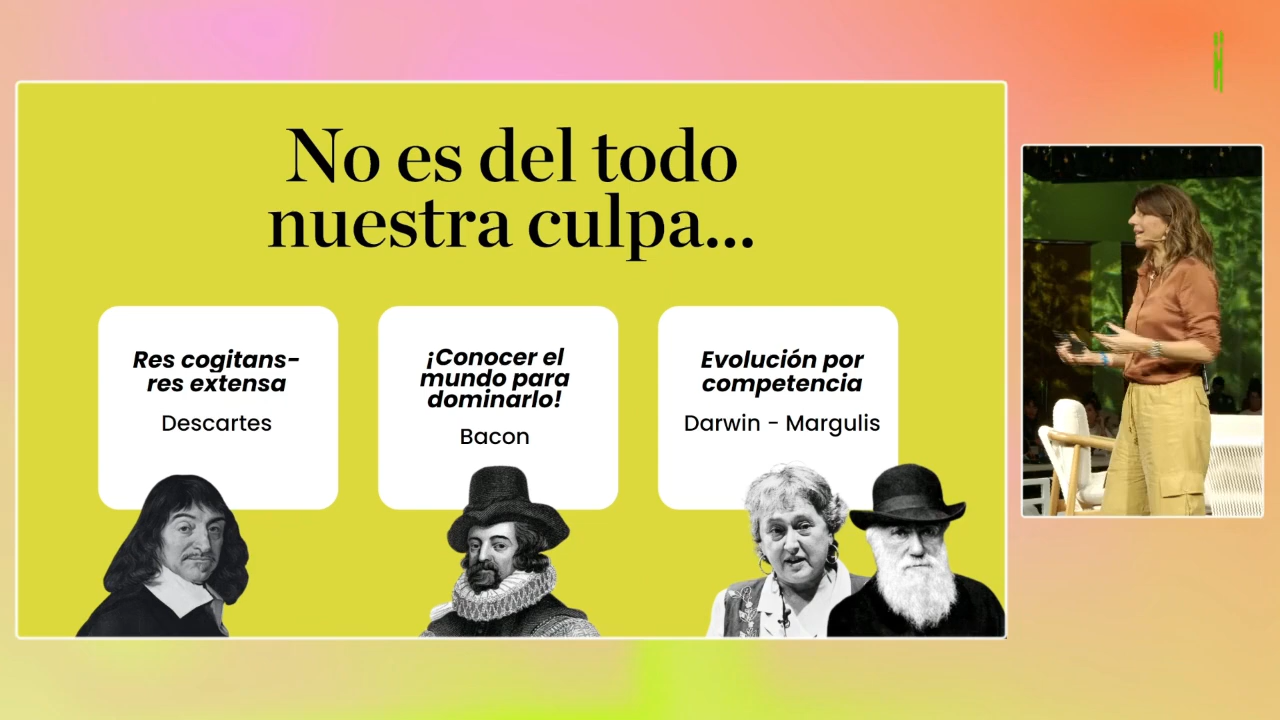 No es del todo
nuestra culpa...
Res cogitans-
res extensa
Descartes
¡Conocer el
mundo para
dominarlo!
Bacon
Evolución por
competencia
Darwin - Margulis